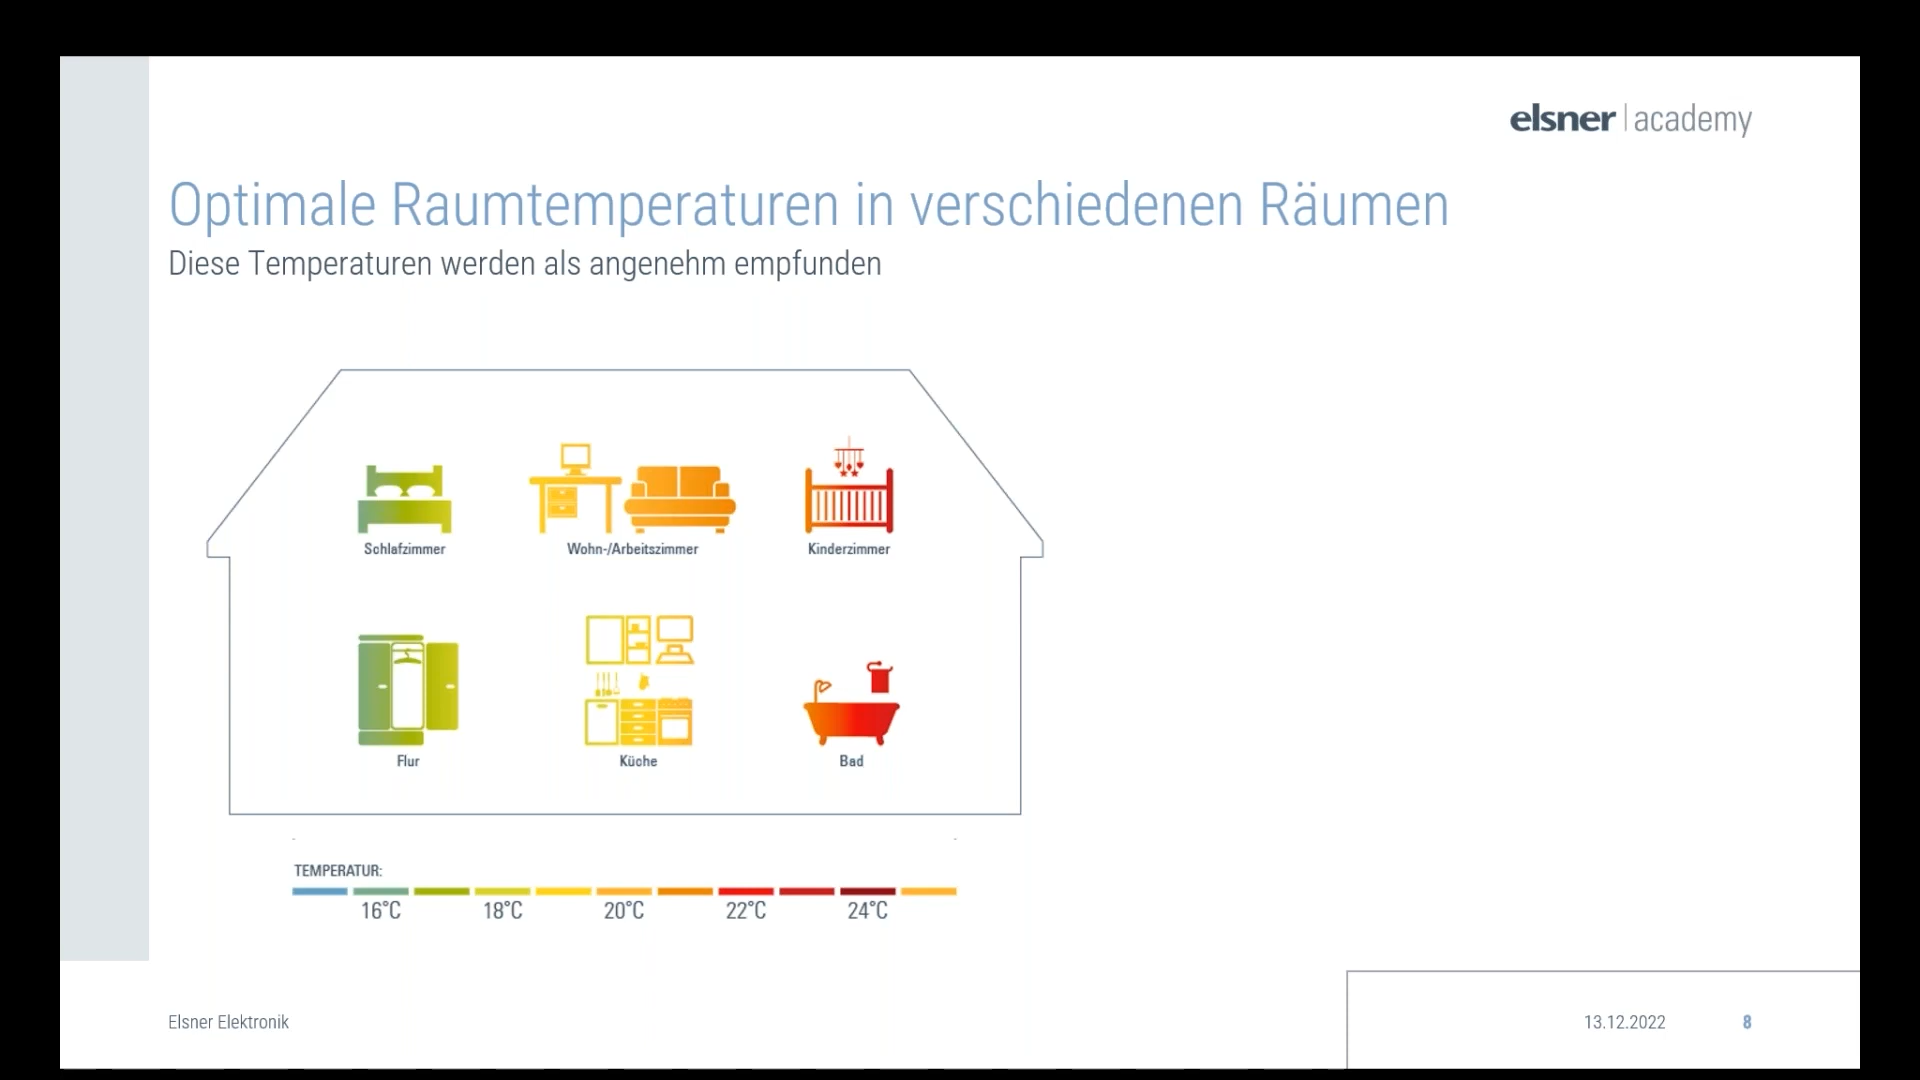 elsner | academy
Optimale Raumtemperaturen in verschiedenen Räumen
Diese Temperaturen werden als angenehm empfunden
Schlafzimmer
Wohn-/Arbeitszimmer
Kinderzimmer
Flur
Küche
Bad
TEMPERATUR:
16°C 18°C 20°C 22°C 24°C
Elsner Elektronik
13.12.2022
8